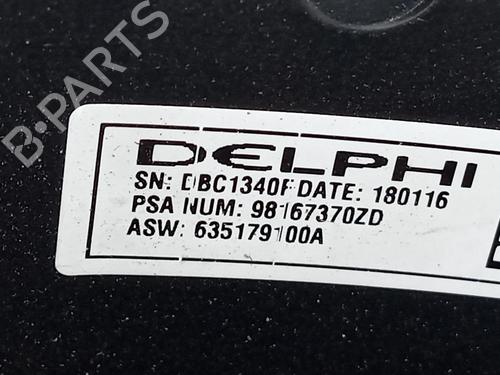 B-PARTS
DELPHI
SN: DBC1340F DATE: 180116
PSA NUM: 98167370ZD
ASW: 635179100A